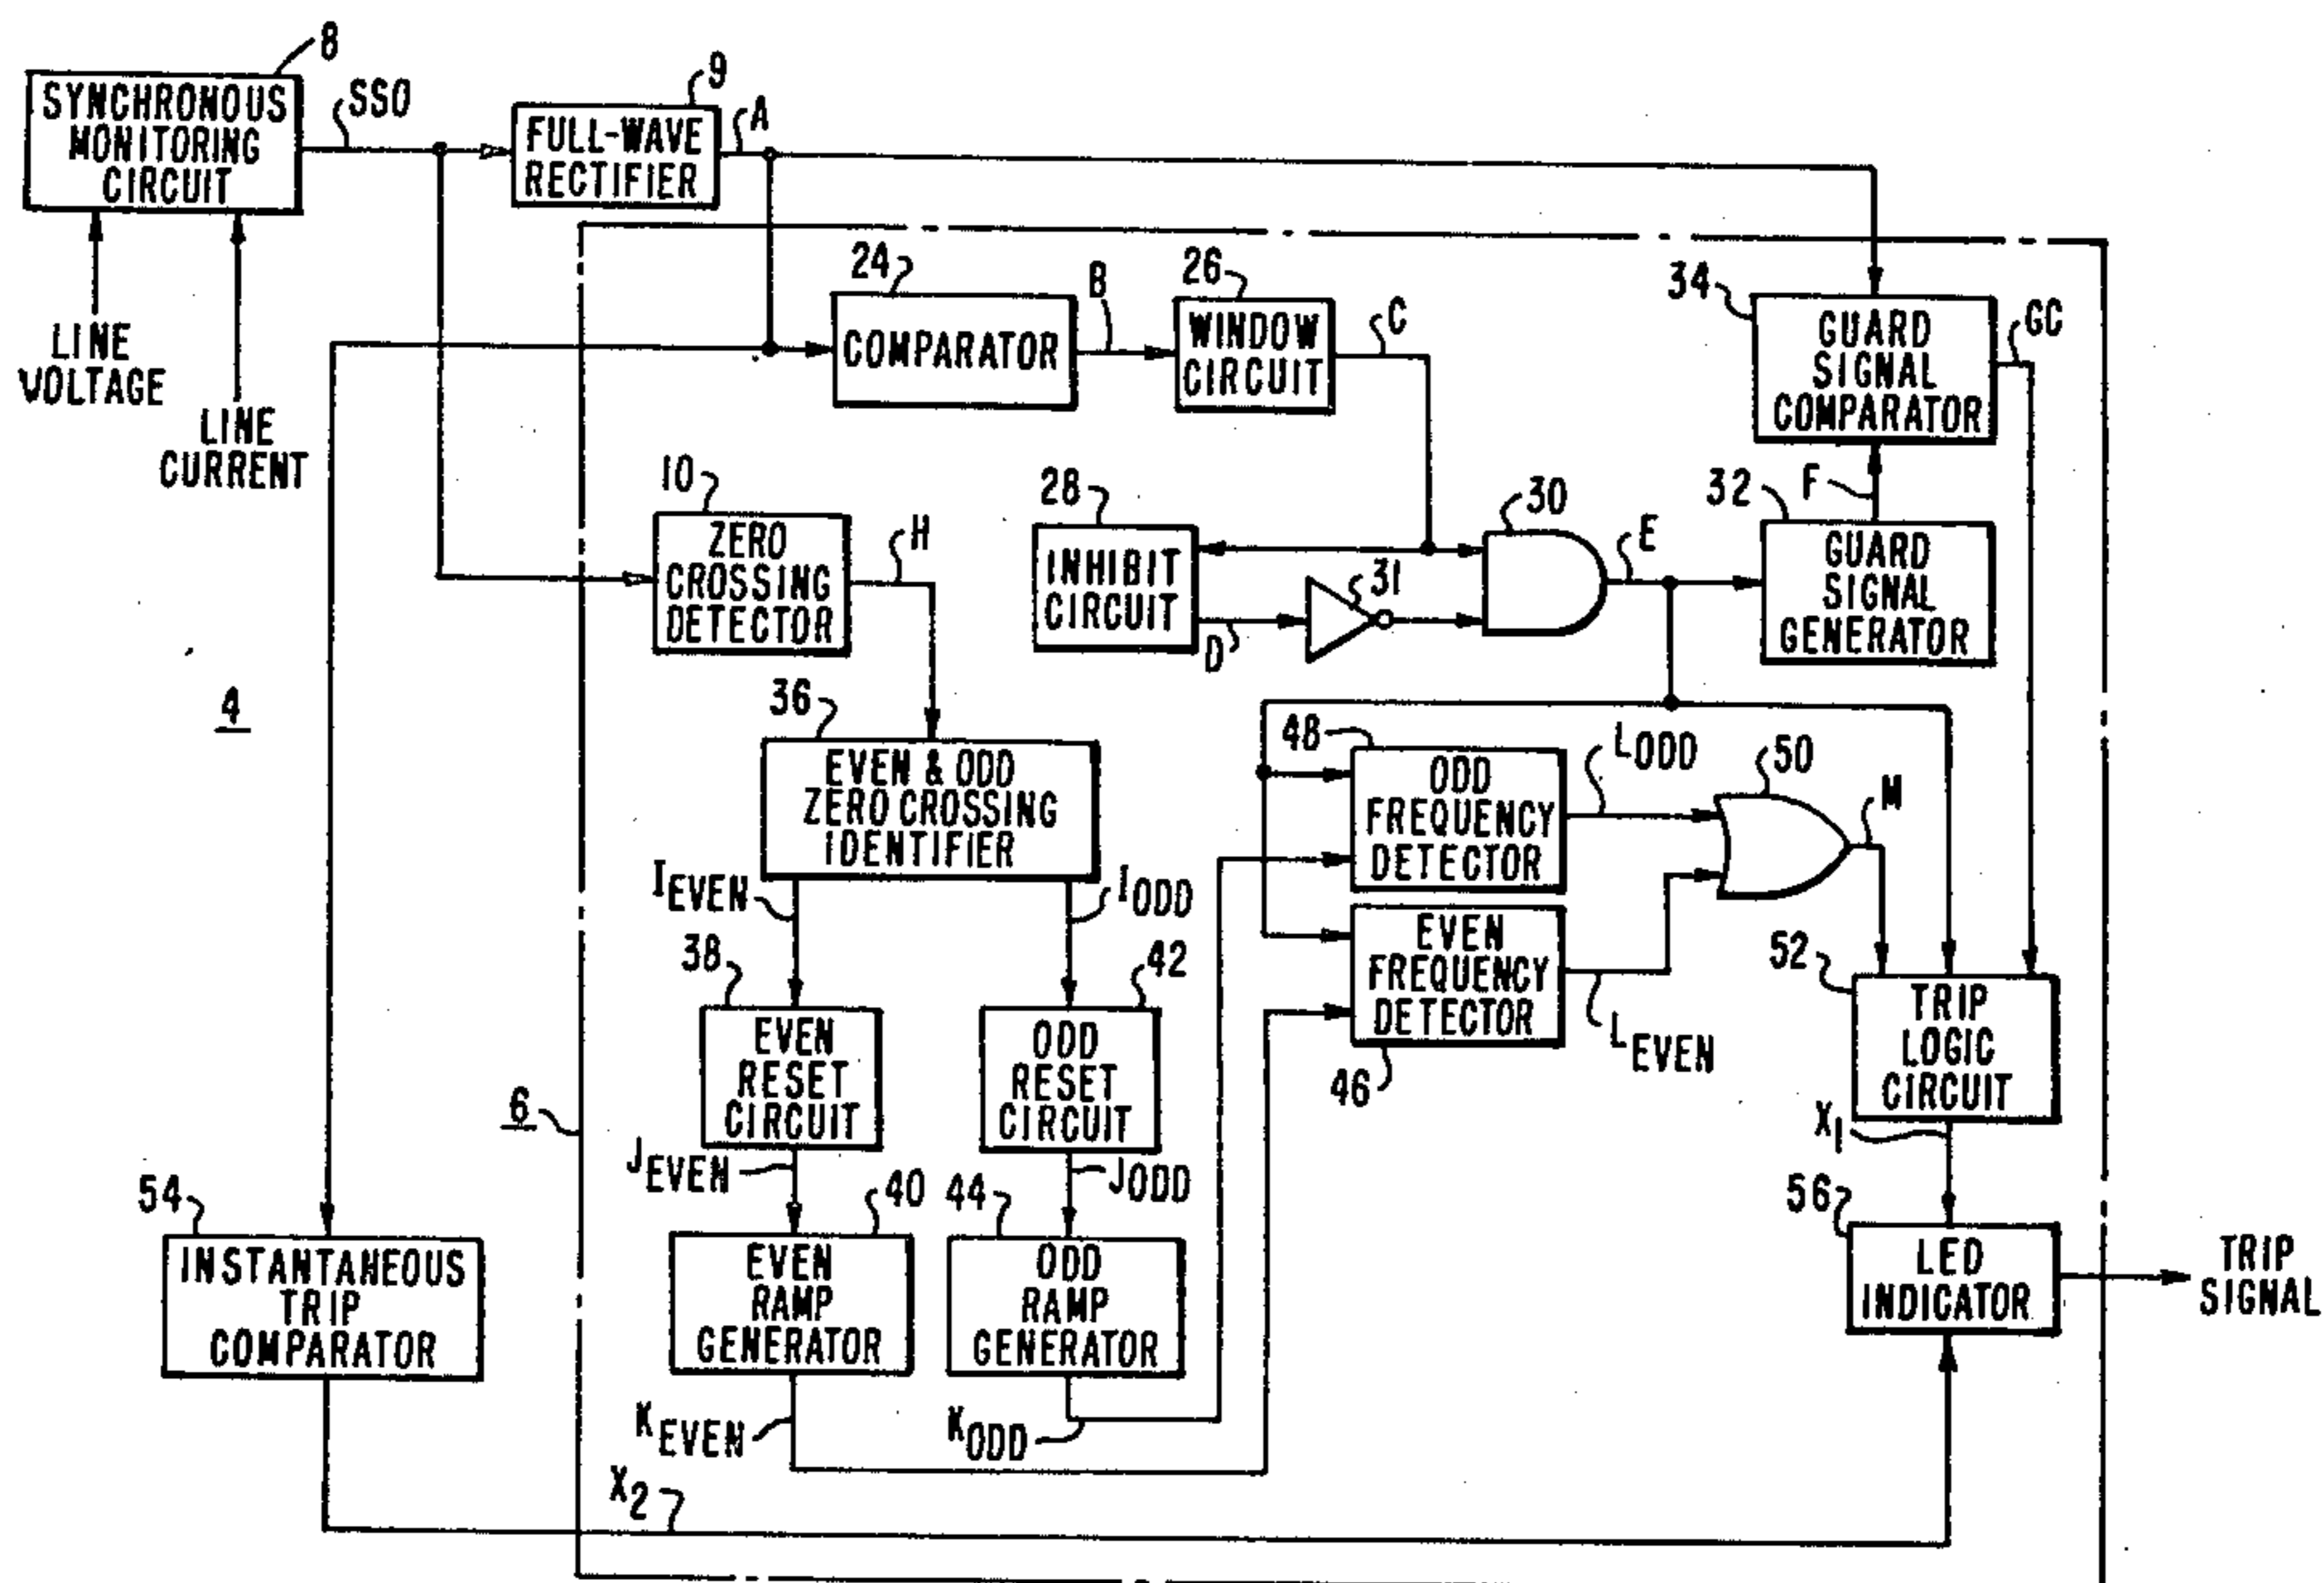 8
SYNCHRONOUS
MONITORING
CIRCUIT
SSO
9
FULL-WAVE
RECTIFIER
A
LINE
VOLTAGE
LINE
CURRENT
24
COMPARATOR
B
26
WINDOW
CIRCUIT
C
34
GUARD
SIGNAL
COMPARATOR
GC
10
ZERO
CROSSING
DETECTOR
H
28
INHIBIT
CIRCUIT
D
31
30
E
32
F
GUARD
SIGNAL
GENERATOR
4
36
EVEN & ODD
ZERO CROSSING
IDENTIFIER
48
ODD
FREQUENCY
DETECTOR
LODD
50
M
IEVEN
IODD
EVEN
FREQUENCY
DETECTOR
46
LEVEN
38
EVEN
RESET
CIRCUIT
42
ODD
RESET
CIRCUIT
52
TRIP
LOGIC
CIRCUIT
X1
6
JEVEN
JODD
54
INSTANTANEOUS
TRIP
COMPARATOR
40
EVEN
RAMP
GENERATOR
44
ODD
RAMP
GENERATOR
56
LED
INDICATOR
TRIP
SIGNAL
KEVEN
KODD
X2